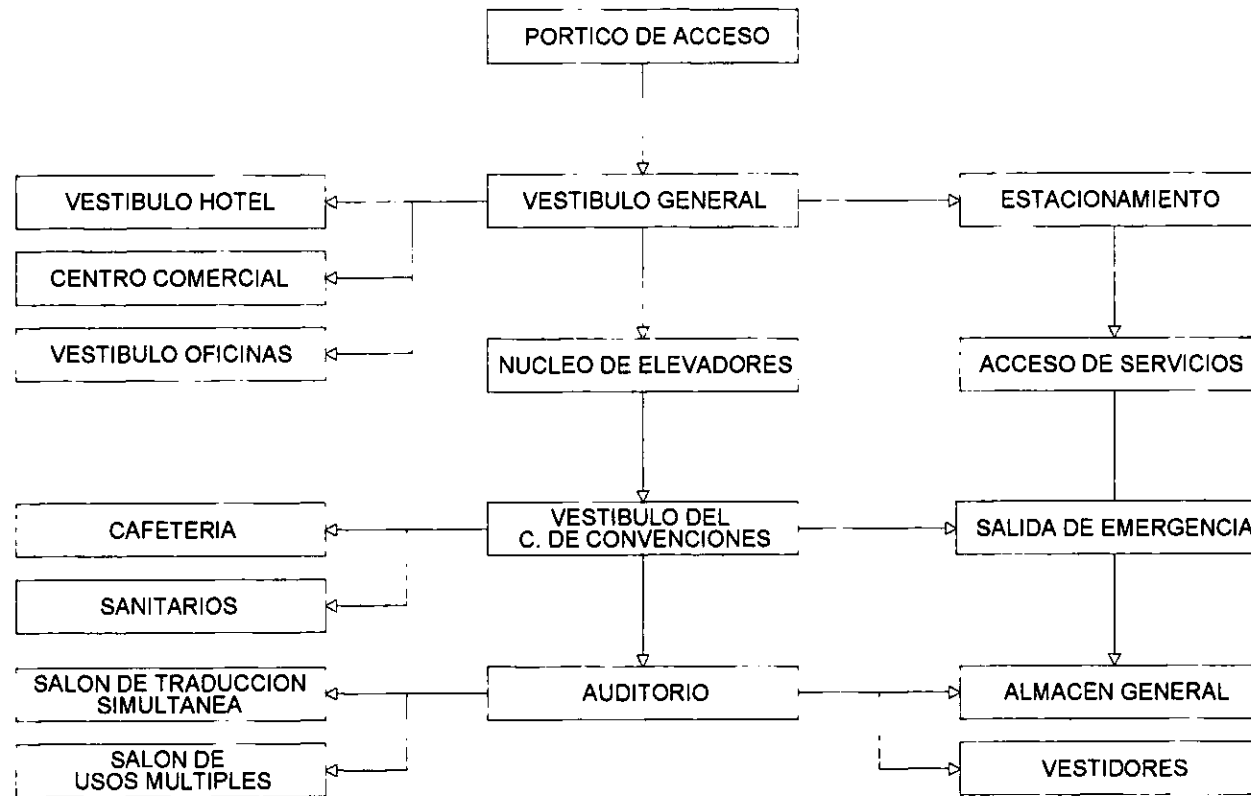 PORTICO DE ACCESO
VESTIBULO HOTEL
VESTIBULO GENERAL
ESTACIONAMIENTO
CENTRO COMERCIAL
VESTIBULO OFICINAS
NUCLEO DE ELEVADORES
ACCESO DE SERVICIOS
CAFETERIA
VESTIBULO DEL
C. DE CONVENCIONES
SALIDA DE EMERGENCIA
SANITARIOS
SALON DE TRADUCCION
SIMULTANEA
AUDITORIO
ALMACEN GENERAL
SALON DE
USOS MULTIPLES
VESTIDORES